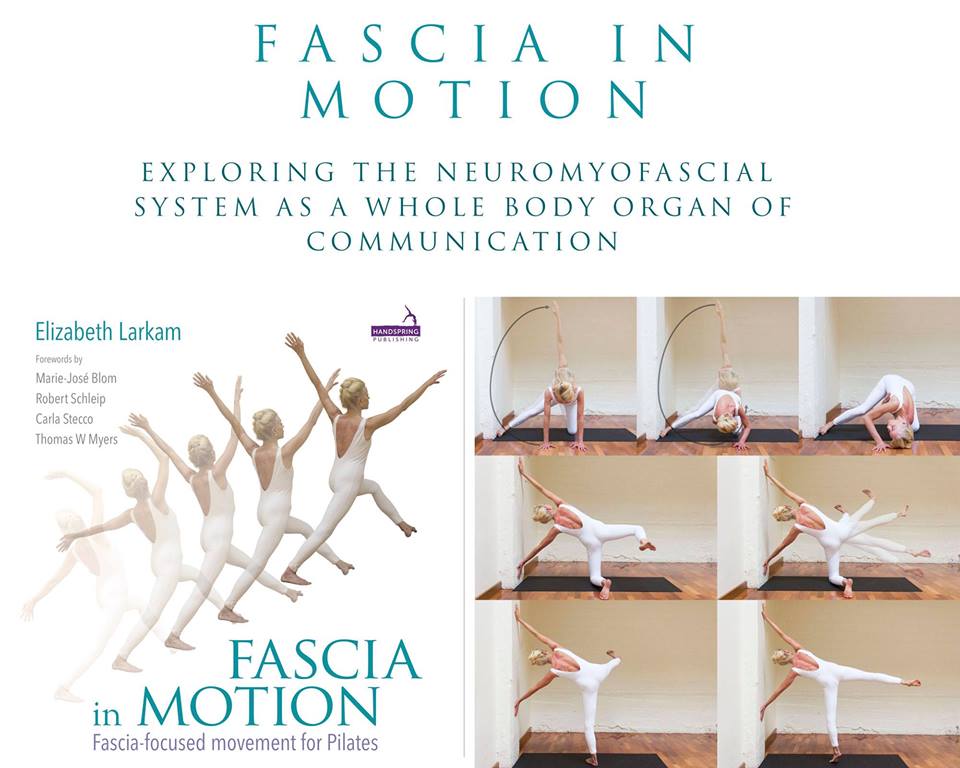 FASCIA IN
MOTION
EXPLORING THE NEUROMYOFASCIAL
SYSTEM AS A WHOLE BODY ORGAN OF
COMMUNICATION
Elizabeth Larkam
Forewords by
Marie-José Blom
Robert Schleip
Carla Stecco
Thomas W Myers
HANDSPRING
PUBLISHING
FASCIA
in MOTION
Fascia-focused movement for Pilates